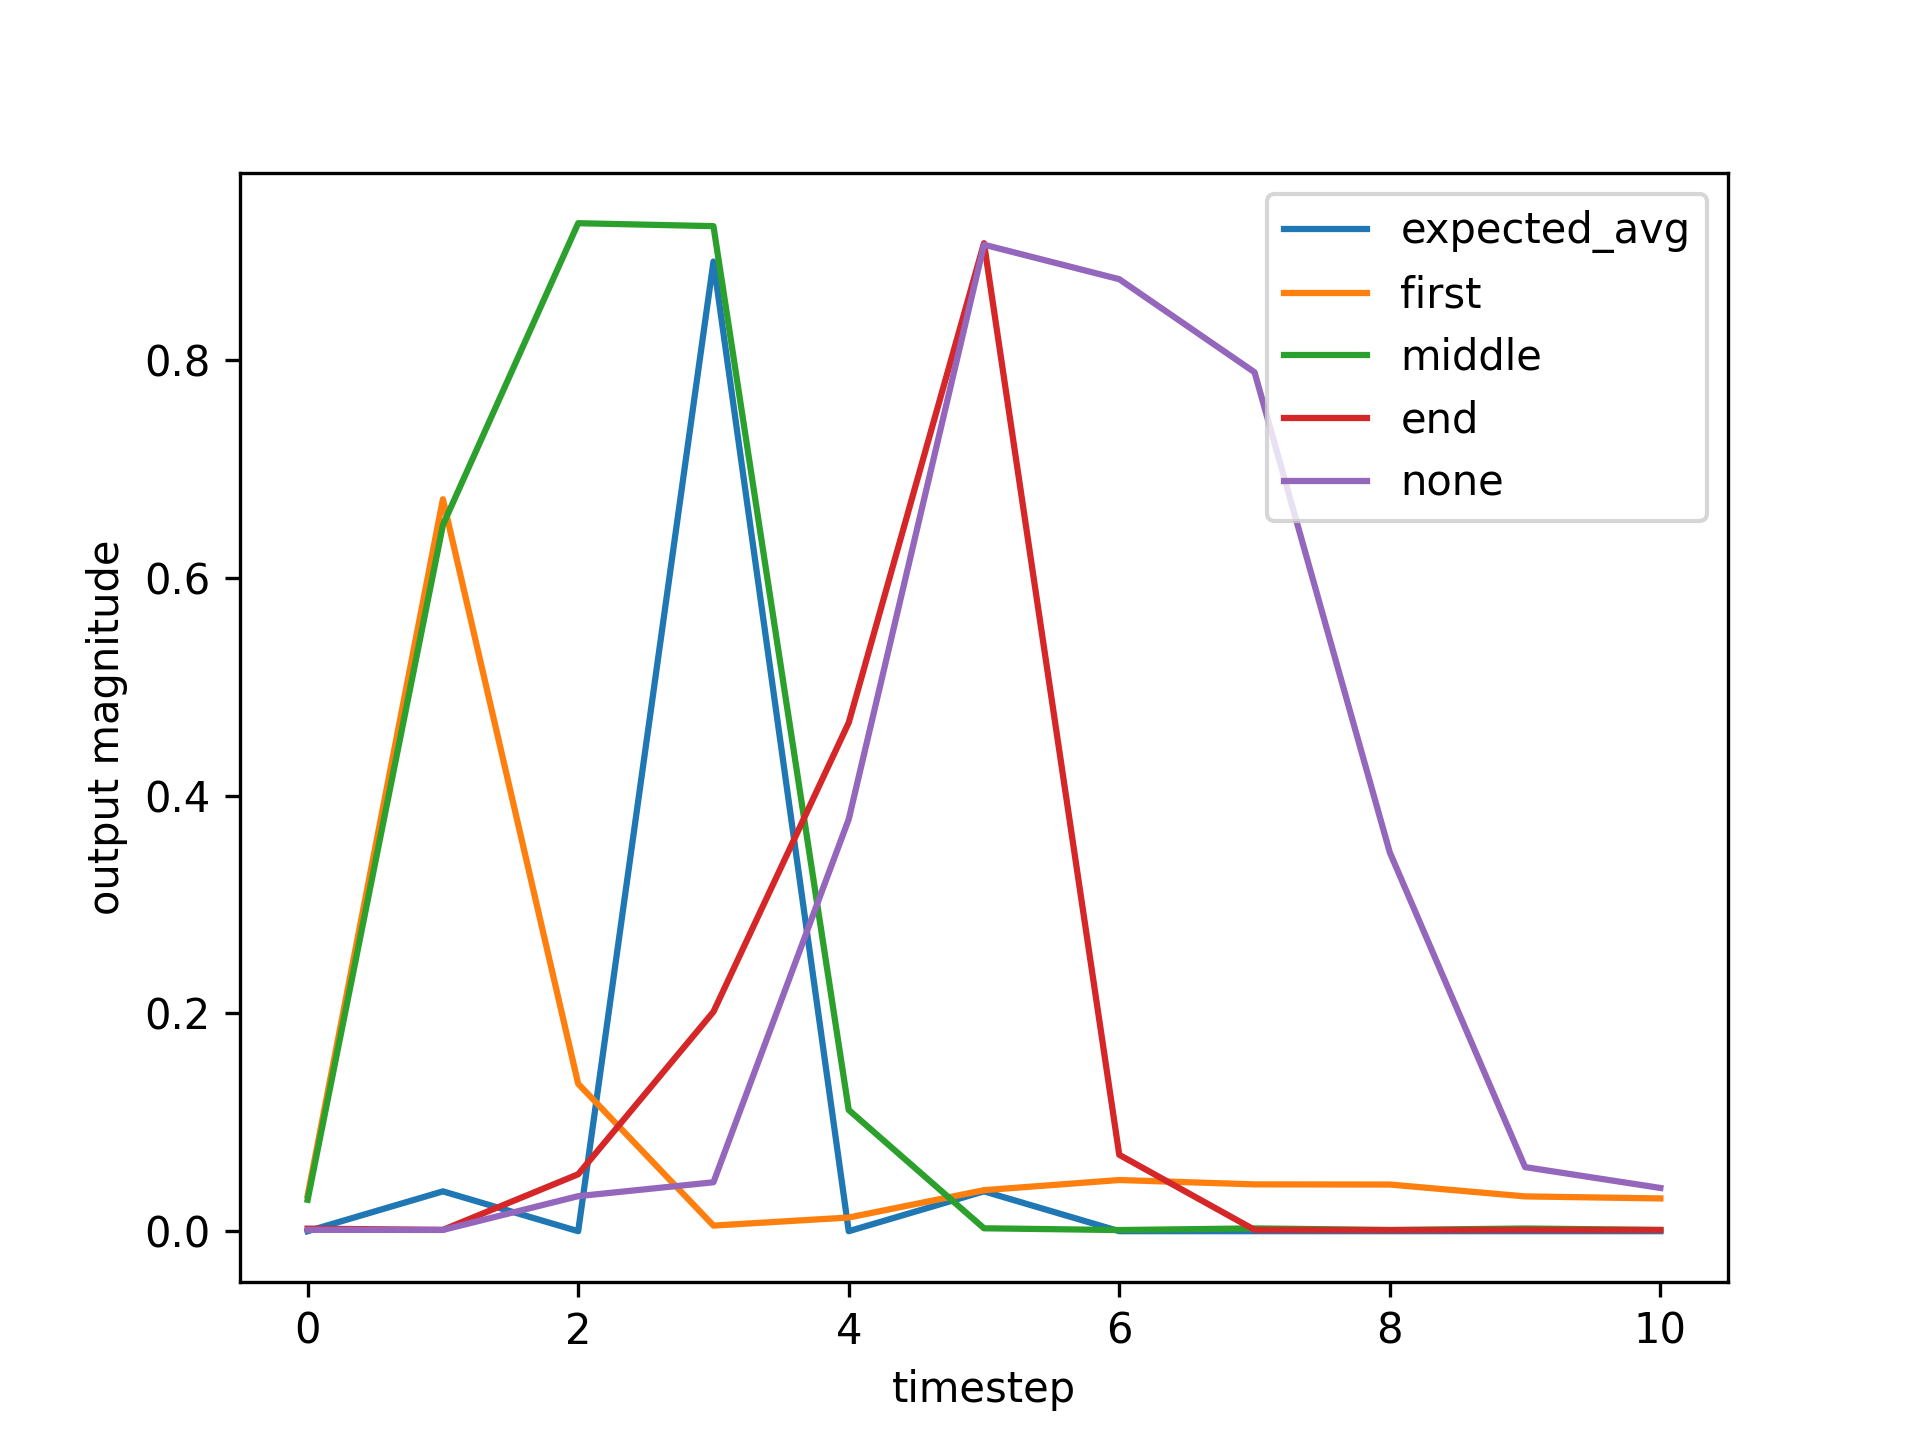 expected_avg
first
middle
end
none
0.8
0.6
0.4
0.2
0.0
output magnitude
0 2 4 6 8 10
timestep